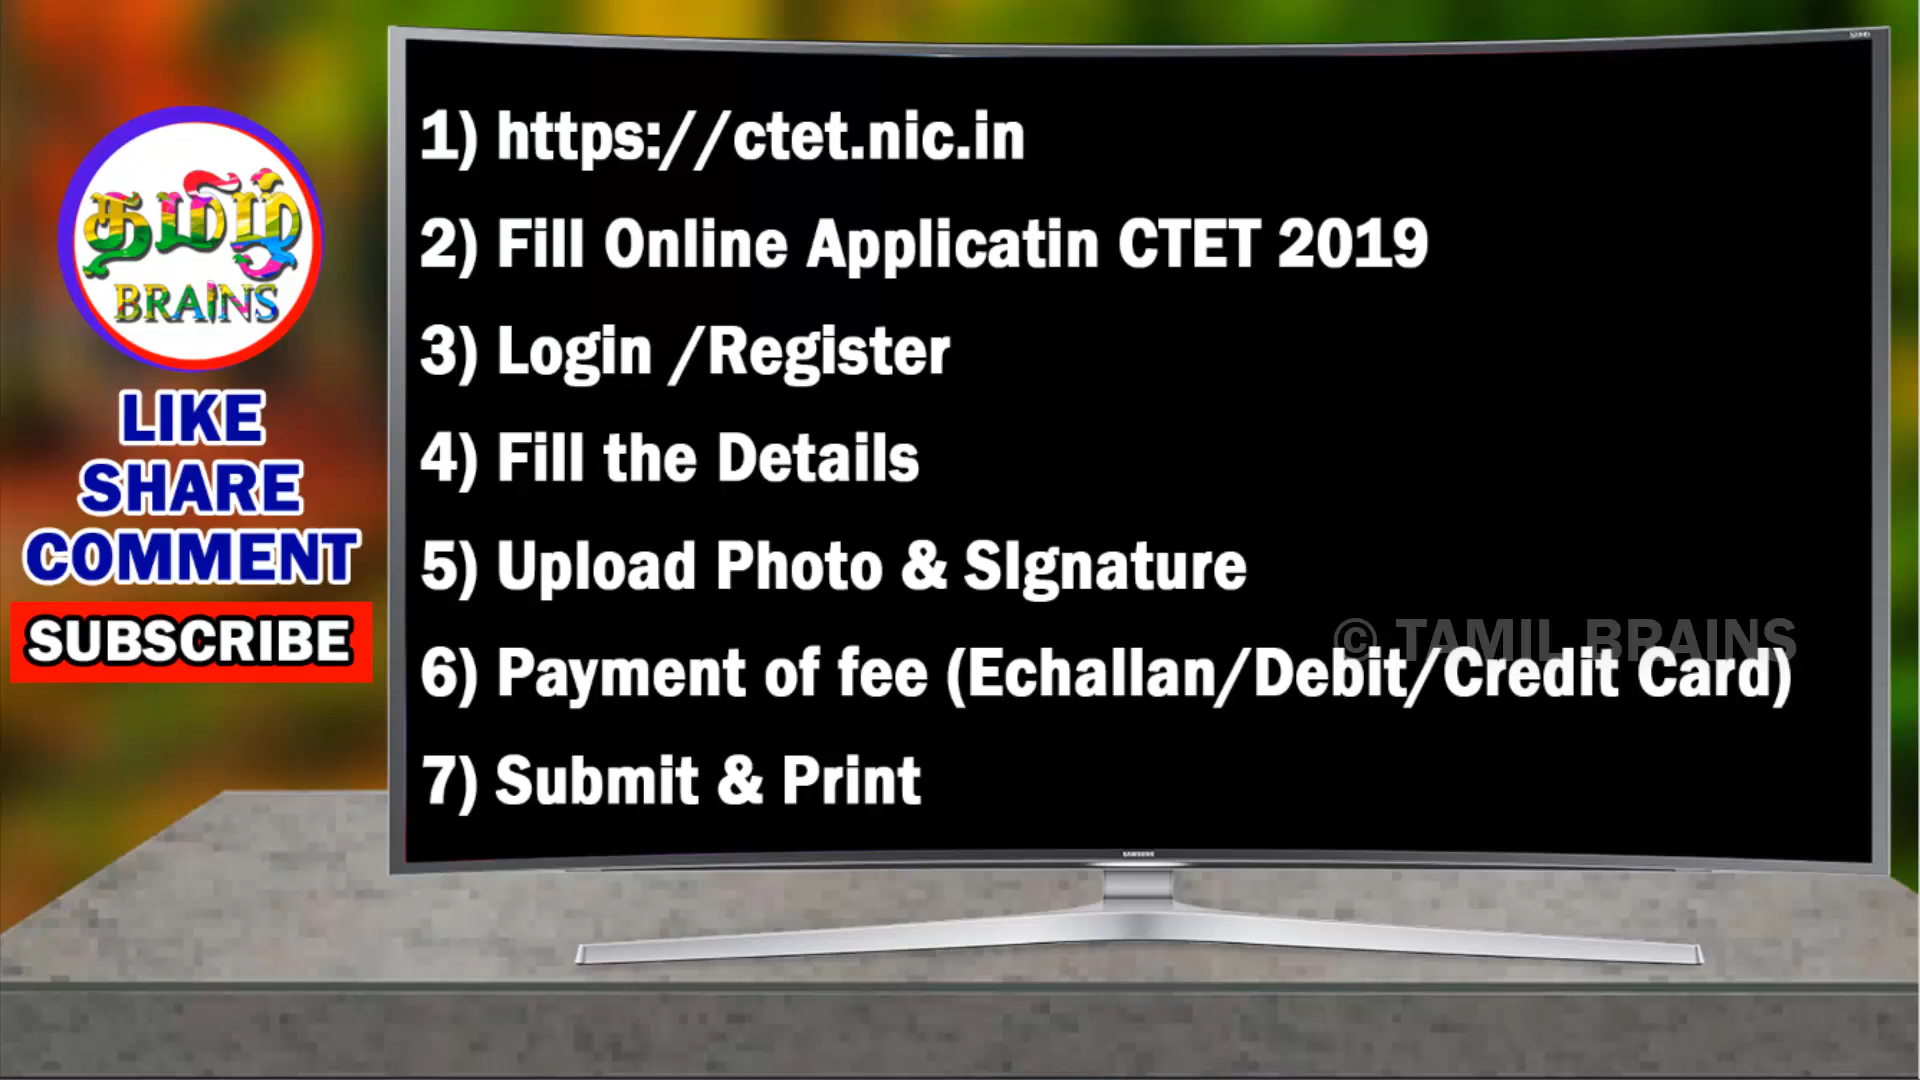 தமிழ்
BRAINS
LIKE
SHARE
COMMENT
SUBSCRIBE
1) https://ctet.nic.in
2) Fill Online Applicatin CTET 2019
3) Login /Register
4) Fill the Details
5) Upload Photo & SIgnature
© TAMIL BRAINS
6) Payment of fee (Echallan/Debit/Credit Card)
7) Submit & Print
SAMSUNG